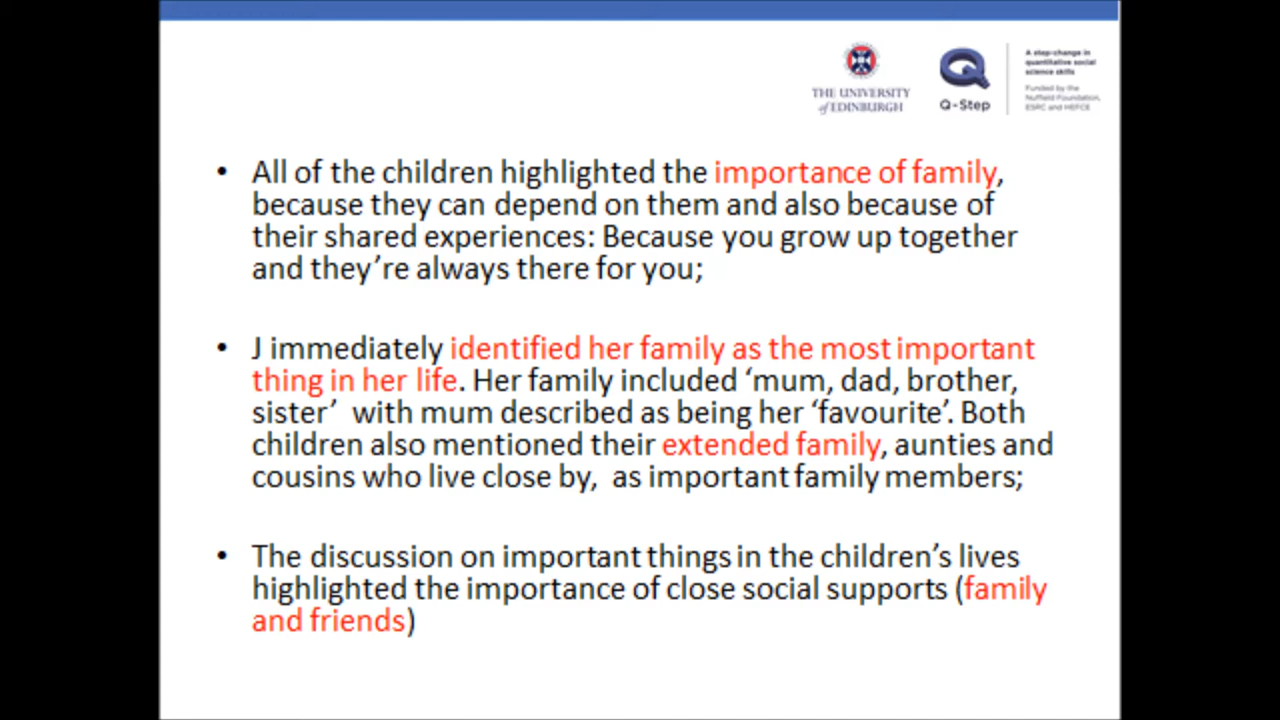 THE UNIVERSITY
of EDINBURGH
Q-Step
A step-change in
quantitative social
science skills
Funded by the
Nuffield Foundation,
ESRC and HEFCE
• All of the children highlighted the importance of family,
because they can depend on them and also because of
their shared experiences: Because you grow up together
and they’re always there for you;
• J immediately identified her family as the most important
thing in her life. Her family included ‘mum, dad, brother,
sister’  with mum described as being her ‘favourite’. Both
children also mentioned their extended family, aunties and
cousins who live close by,  as important family members;
• The discussion on important things in the children’s lives
highlighted the importance of close social supports (family
and friends)